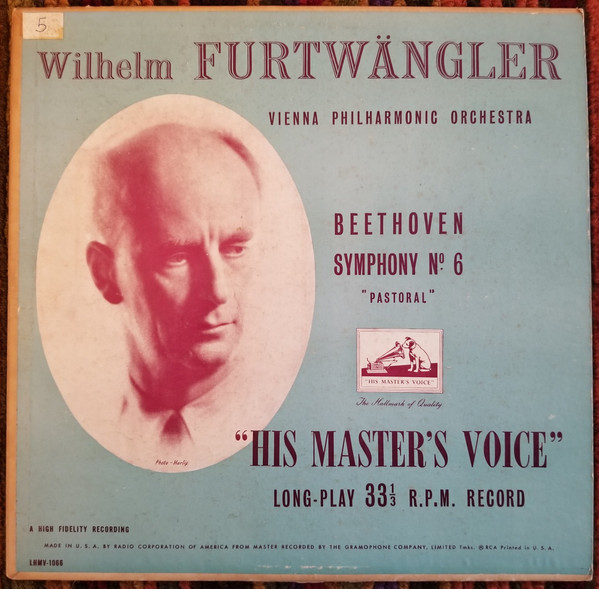 5
Wilhelm FURTWÄNGLER
VIENNA PHILHARMONIC ORCHESTRA
BEETHOVEN
SYMPHONY Nº 6
"PASTORAL"
"HIS MASTER'S VOICE"
The Hallmark of Quality
"HIS MASTER'S VOICE"
LONG-PLAY 33⅓ R.P.M. RECORD
A HIGH FIDELITY RECORDING
MADE IN U. S. A. BY RADIO CORPORATION OF AMERICA FROM MASTER RECORDED BY THE GRAMOPHONE COMPANY, LIMITED Tmks. ® RCA Printed in U. S. A.
LHMV-1066